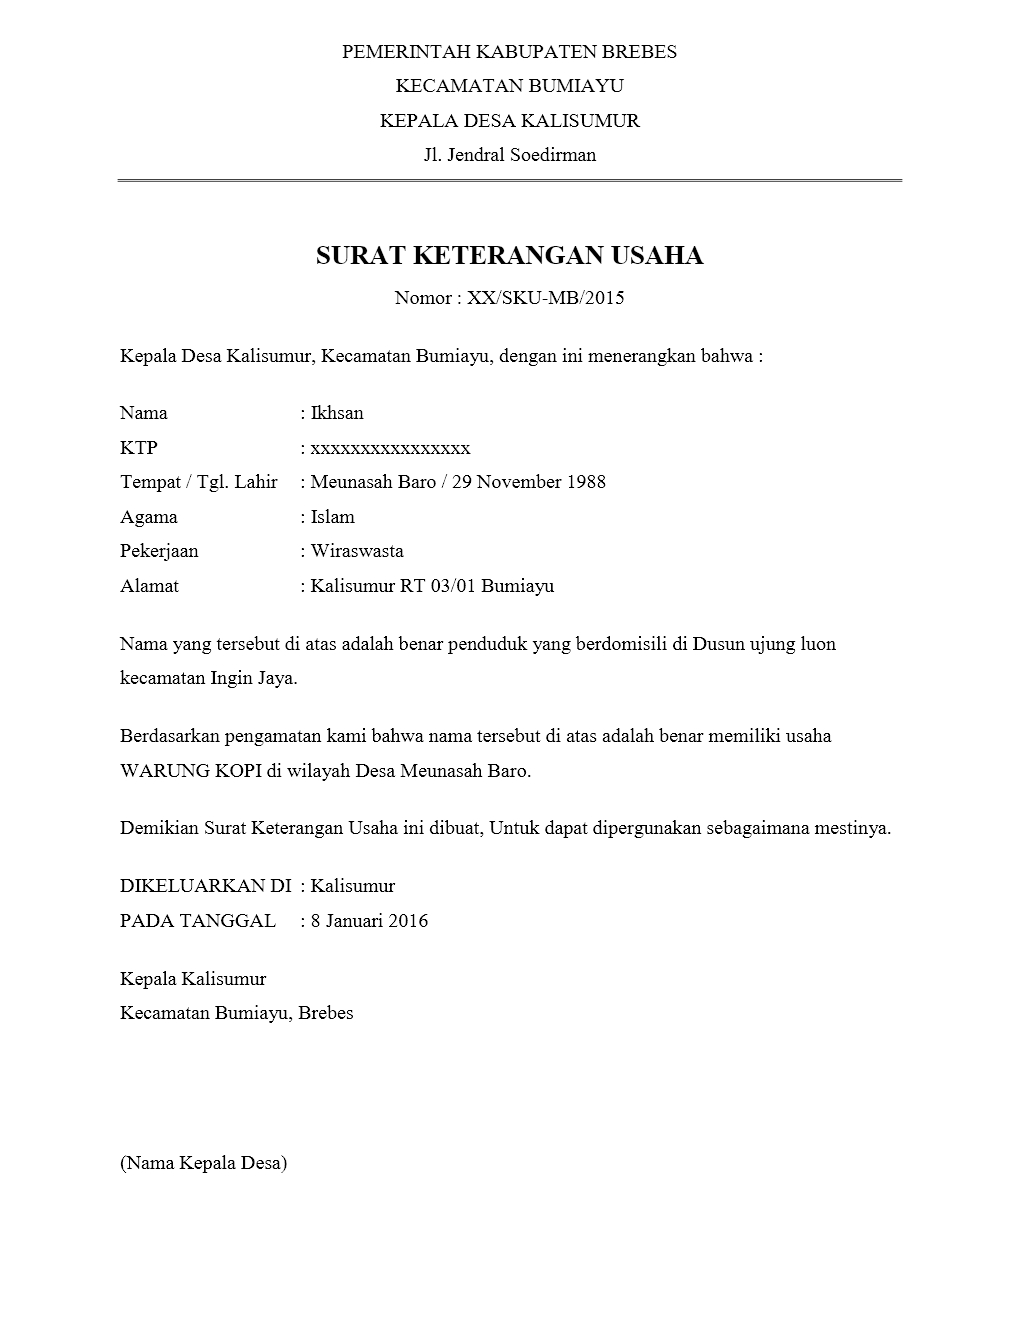 PEMERINTAH KABUPATEN BREBES
KECAMATAN BUMIAYU
KEPALA DESA KALISUMUR
Jl. Jendral Soedirman
SURAT KETERANGAN USAHA
Nomor : XX/SKU-MB/2015
Kepala Desa Kalisumur, Kecamatan Bumiayu, dengan ini menerangkan bahwa :
Nama : Ikhsan
KTP : xxxxxxxxxxxxxxxx
Tempat / Tgl. Lahir : Meunasah Baro / 29 November 1988
Agama : Islam
Pekerjaan : Wiraswasta
Alamat : Kalisumur RT 03/01 Bumiayu
Nama yang tersebut di atas adalah benar penduduk yang berdomisili di Dusun ujung luon
kecamatan Ingin Jaya.
Berdasarkan pengamatan kami bahwa nama tersebut di atas adalah benar memiliki usaha
WARUNG KOPI di wilayah Desa Meunasah Baro.
Demikian Surat Keterangan Usaha ini dibuat, Untuk dapat dipergunakan sebagaimana mestinya.
DIKELUARKAN DI : Kalisumur
PADA TANGGAL : 8 Januari 2016
Kepala Kalisumur
Kecamatan Bumiayu, Brebes
(Nama Kepala Desa)